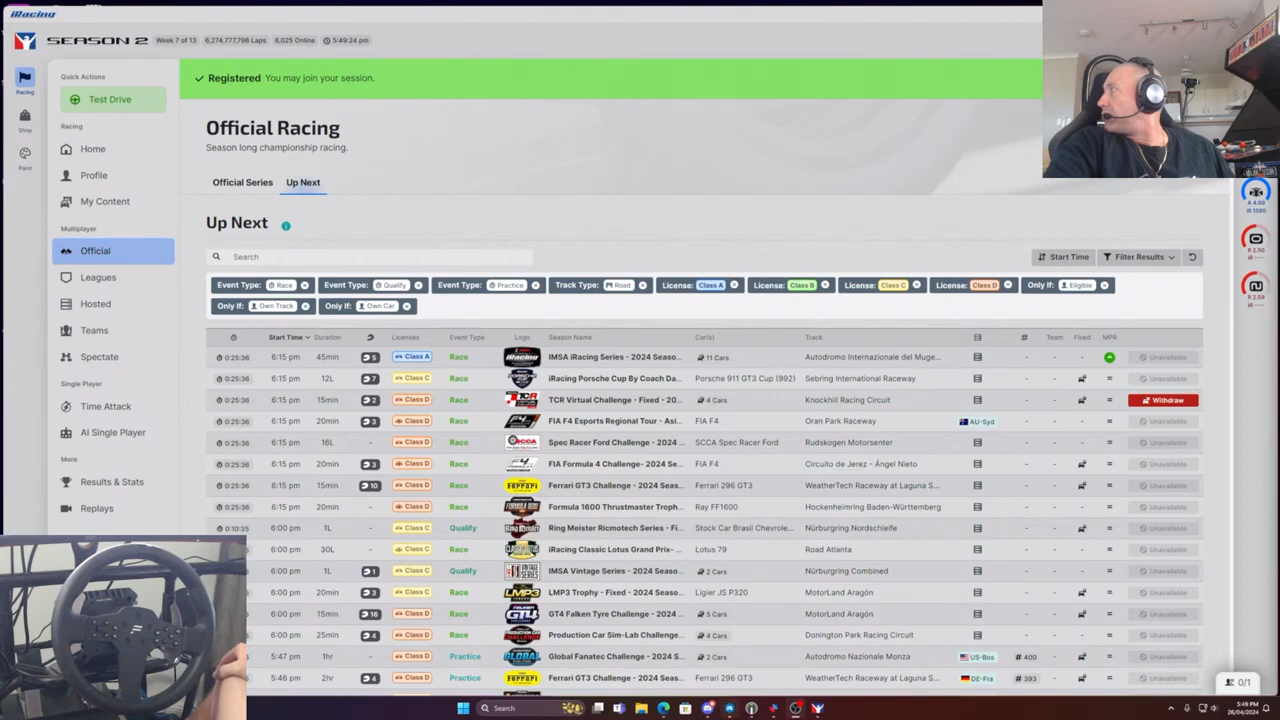 iRacing
SEASON 2 Week 7 of 13 6,274,777,796 Laps 6,025 Online 5:49:24 pm
Racing
Shop
Paint
Quick Actions
Test Drive
Racing
Home
Profile
My Content
Multiplayer
Official
Leagues
Hosted
Teams
Spectate
Single Player
Time Attack
AI Single Player
More
Results & Stats
Replays
Registered You may join your session.
Official Racing
Season long championship racing.
Official Series Up Next
Up Next
Search Start Time Filter Results
Event Type: Race Event Type: Qualify Event Type: Practice Track Type: Road License: Class A License: Class B License: Class C License: Class D Only If: Eligible
Only If: Own Track Only If: Own Car
Start Time Duration Licenses Event Type Logo Season Name Car(s) Track # Team Fixed MPR
0:25:36 6:15 pm 45min 5 Class A Race IMSA iRacing Series - 2024 Seaso... 11 Cars Autodromo Internazionale del Muge... - - - Unavailable
0:25:36 6:15 pm 12L 7 Class C Race iRacing Porsche Cup By Coach Da... Porsche 911 GT3 Cup (992) Sebring International Raceway - - = Unavailable
0:25:36 6:15 pm 15min 2 Class D Race TCR Virtual Challenge - Fixed - 20... 4 Cars Knockhill Racing Circuit - - = Withdraw
0:25:36 6:15 pm 20min 3 Class D Race FIA F4 Esports Regional Tour - Asi... FIA F4 Oran Park Raceway AU-Syd - - = Unavailable
0:25:36 6:15 pm 16L - Class D Race Spec Racer Ford Challenge - 2024... SCCA Spec Racer Ford Rudskogen Motorsenter - - - = Unavailable
0:25:36 6:15 pm 20min 3 Class D Race FIA Formula 4 Challenge - 2024 Se... FIA F4 Circuito de Jerez - Ángel Nieto - - = Unavailable
0:25:36 6:15 pm 15min 10 Class D Race Ferrari GT3 Challenge - 2024 Seas... Ferrari 296 GT3 WeatherTech Raceway at Laguna S... - - = Unavailable
0:25:36 6:15 pm 20min - Class D Race Formula 1600 Thrustmaster Troph... Ray FF1600 Hockenheimring Baden-Württemberg - - = Unavailable
0:10:35 6:00 pm 1L - Class C Qualify Ring Meister Ricmotech Series - Fi... Stock Car Brasil Chevrole... Nürburgring Nordschleife - - = Unavailable
6:00 pm 30L - Class C Race iRacing Classic Lotus Grand Prix- ... Lotus 79 Road Atlanta - - = Unavailable
6:00 pm 1L 1 Class C Qualify IMSA Vintage Series - 2024 Seaso... 2 Cars Nürburgring Combined - - - = Unavailable
6:00 pm 20min 3 Class D Race LMP3 Trophy - Fixed - 2024 Seas... Ligier JS P320 MotorLand Aragón - - = Unavailable
6:00 pm 15min 16 Class D Race GT4 Falken Tyre Challenge - 2024... 5 Cars MotorLand Aragón - - = Unavailable
6:00 pm 25min 4 Class D Race Production Car Sim-Lab Challenge... 4 Cars Donington Park Racing Circuit - - - = Unavailable
5:47 pm 1hr Class D Practice Global Fanatec Challenge - 2024 S... 2 Cars Autodromo Nazionale Monza US-Bos # 400 - = Unavailable
5:46 pm 2hr 4 Class D Practice Ferrari GT3 Challenge - 2024 Seas... Ferrari 296 GT3 WeatherTech Raceway at Laguna S... DE-Fra # 393 - = Unavailable
A 4.99
iR 1590
R 2.50
R 2.59
0/1
Search
5:49 PM
26/04/2024